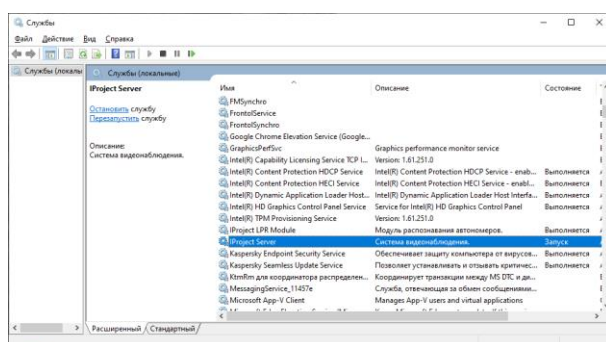 Службы
Файл Действие Вид Справка
Службы (локалы
Службы (локальные)
IProject Server
Остановить службу
Перезапустить службу
Описание:
Система видеонаблюдения.
Имя Описание Состояние
FMSynchro
FrontolService
FrontolSynchro
Google Chrome Elevation Service (Google...
GraphicsPerfSvc Graphics performance monitor service
Intel(R) Capability Licensing Service TCP I... Version: 1.61.251.0
Intel(R) Content Protection HDCP Service Intel(R) Content Protection HDCP Service - enab... Выполняется
Intel(R) Content Protection HECI Service Intel(R) Content Protection HECI Service - enabl... Выполняется
Intel(R) Dynamic Application Loader Host... Intel(R) Dynamic Application Loader Host Interfa... Выполняется
Intel(R) HD Graphics Control Panel Service Service for Intel(R) HD Graphics Control Panel Выполняется
Intel(R) TPM Provisioning Service Version: 1.61.251.0
IProject LPR Module Модуль распознавания автономеров. Выполняется
IProject Server Система видеонаблюдения. Запуск
Kaspersky Endpoint Security Service Обеспечивает защиту компьютера от вирусов... Выполняется
Kaspersky Seamless Update Service Позволяет устанавливать и отзывать критичес... Выполняется
KtmRm для координатора распределен... Координирует транзакции между MS DTC и ди...
MessagingService_11457e Служба, отвечающая за обмен сообщениями...
Microsoft App-V Client Manages App-V users and virtual applications
Расширенный Стандартный